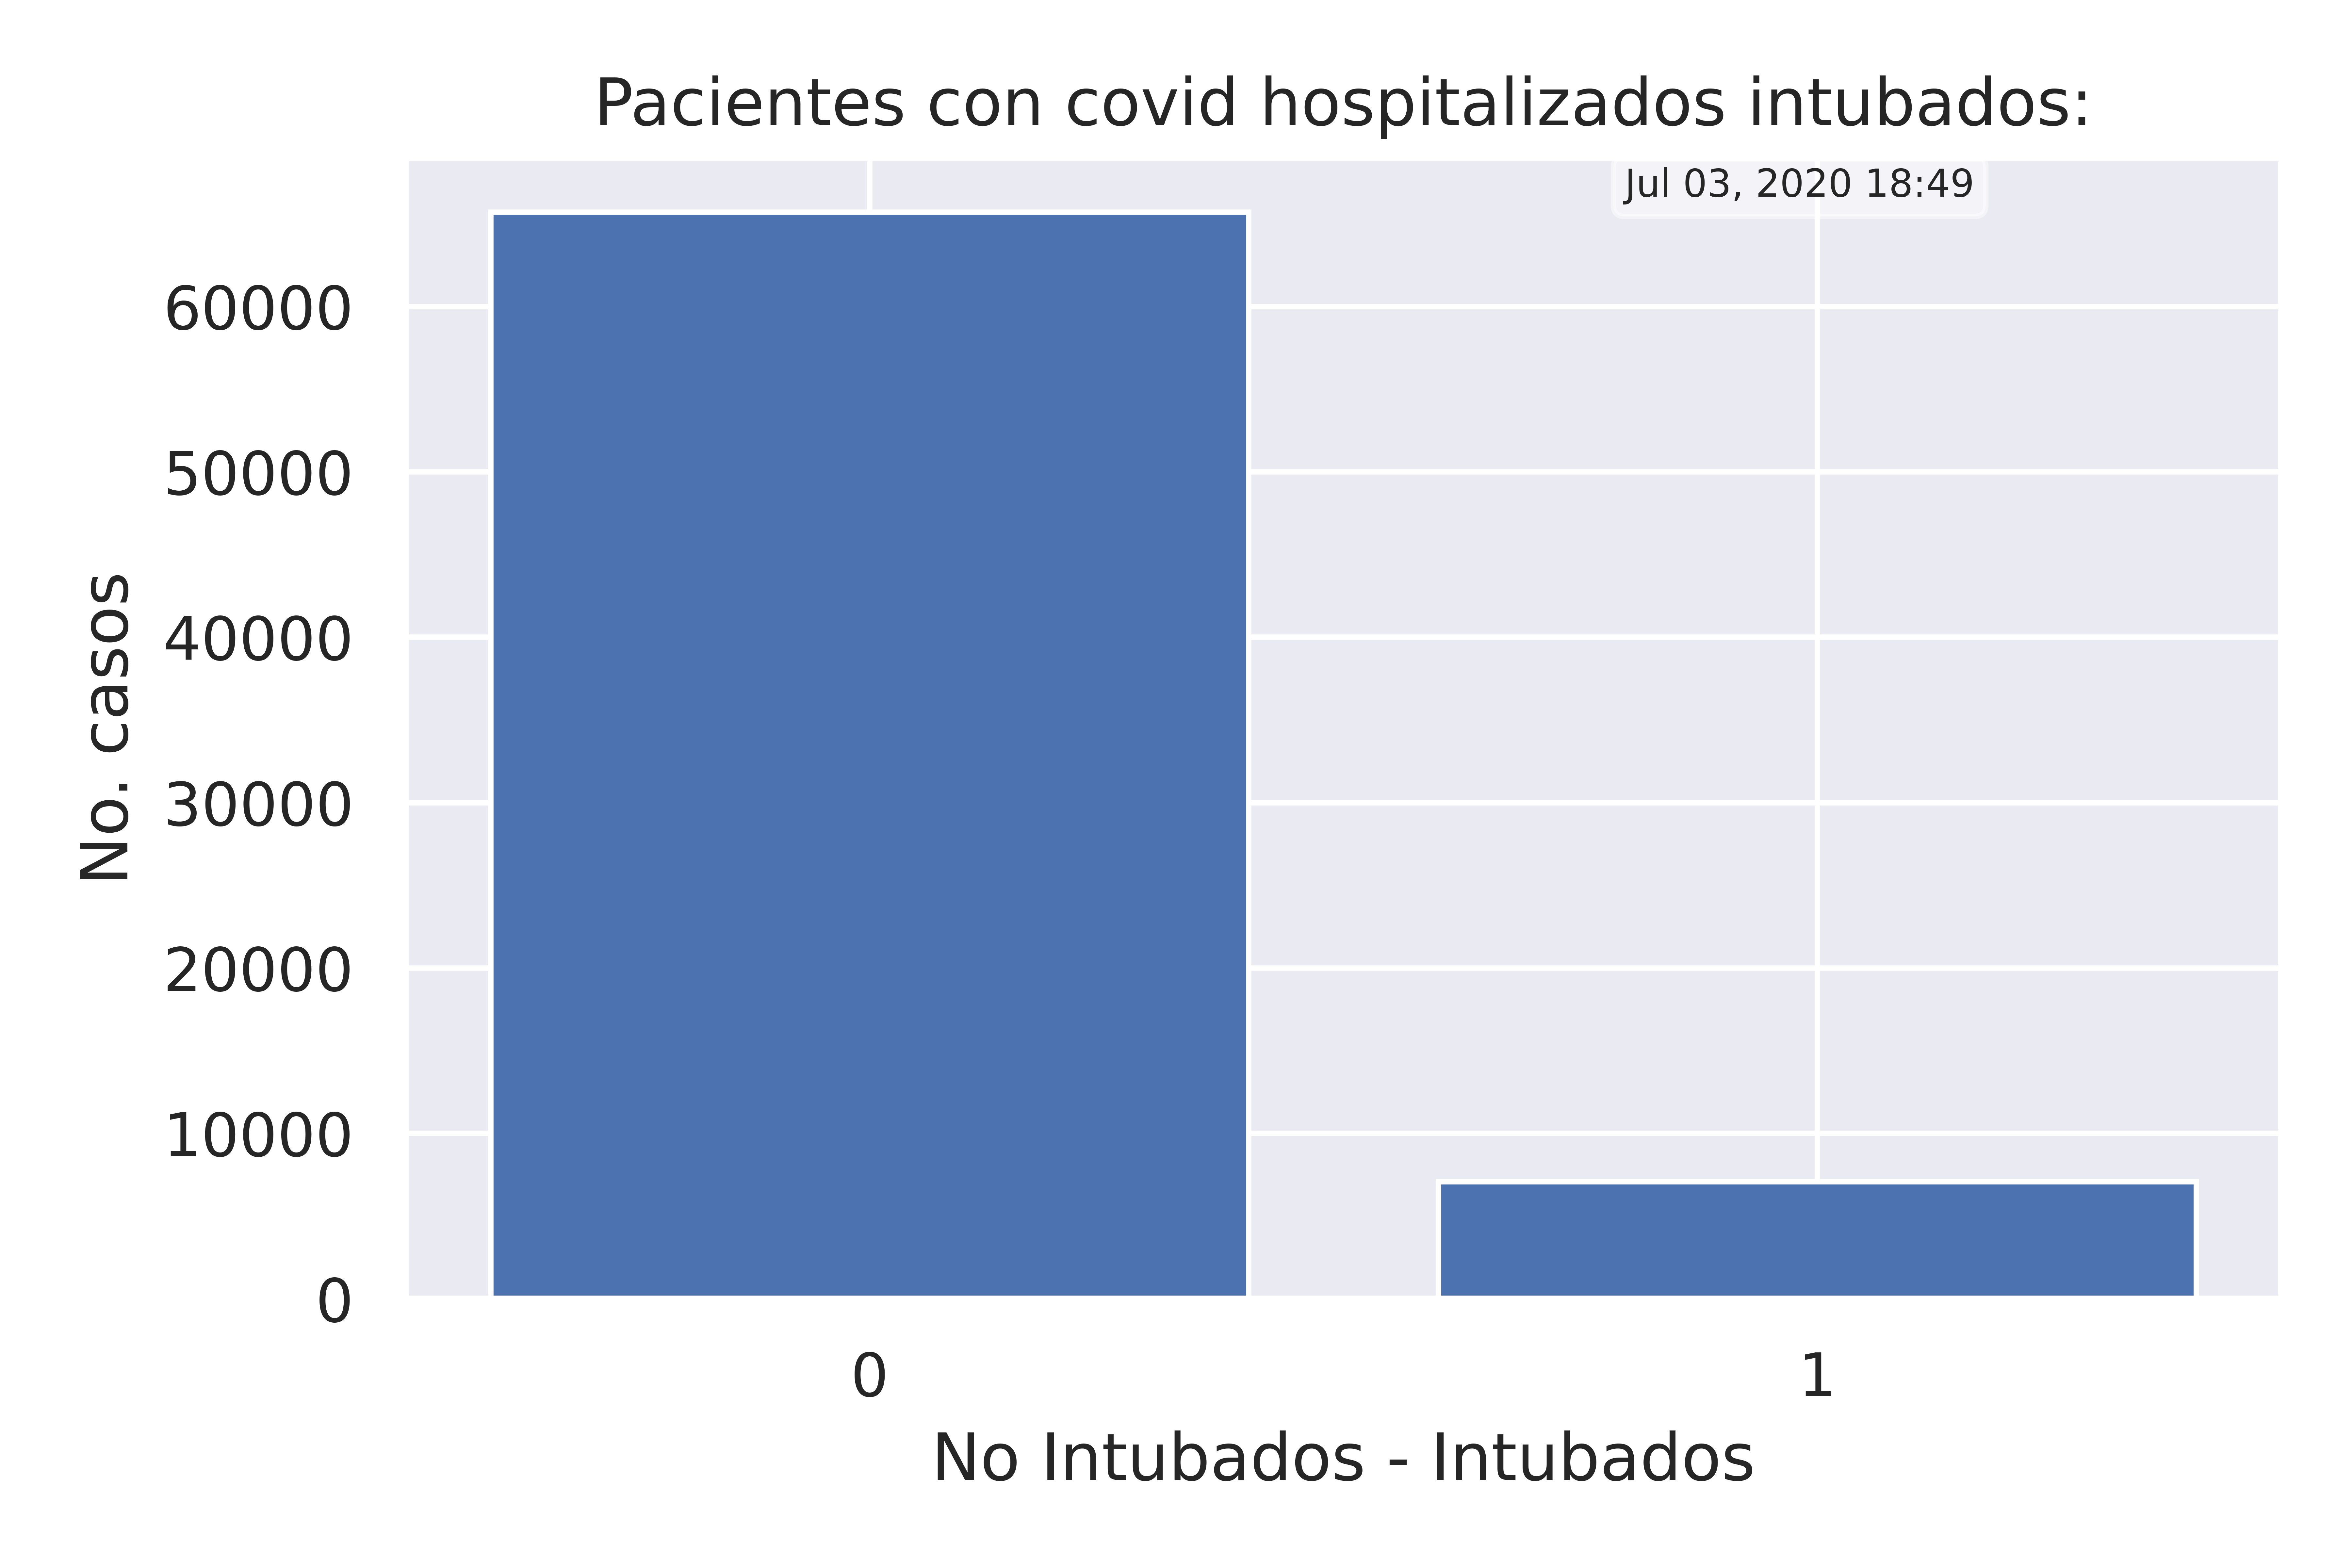 Pacientes con covid hospitalizados intubados:
Jul 03, 2020 18:49
No. casos
60000
50000
40000
30000
20000
10000
0
0 1
No Intubados - Intubados